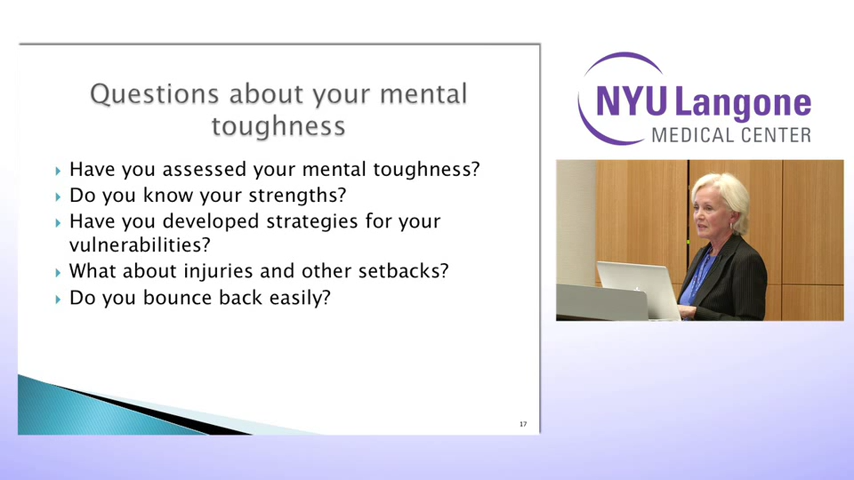 Questions about your mental
toughness
Have you assessed your mental toughness?
Do you know your strengths?
Have you developed strategies for your
vulnerabilities?
What about injuries and other setbacks?
Do you bounce back easily?
17
NYU Langone
MEDICAL CENTER